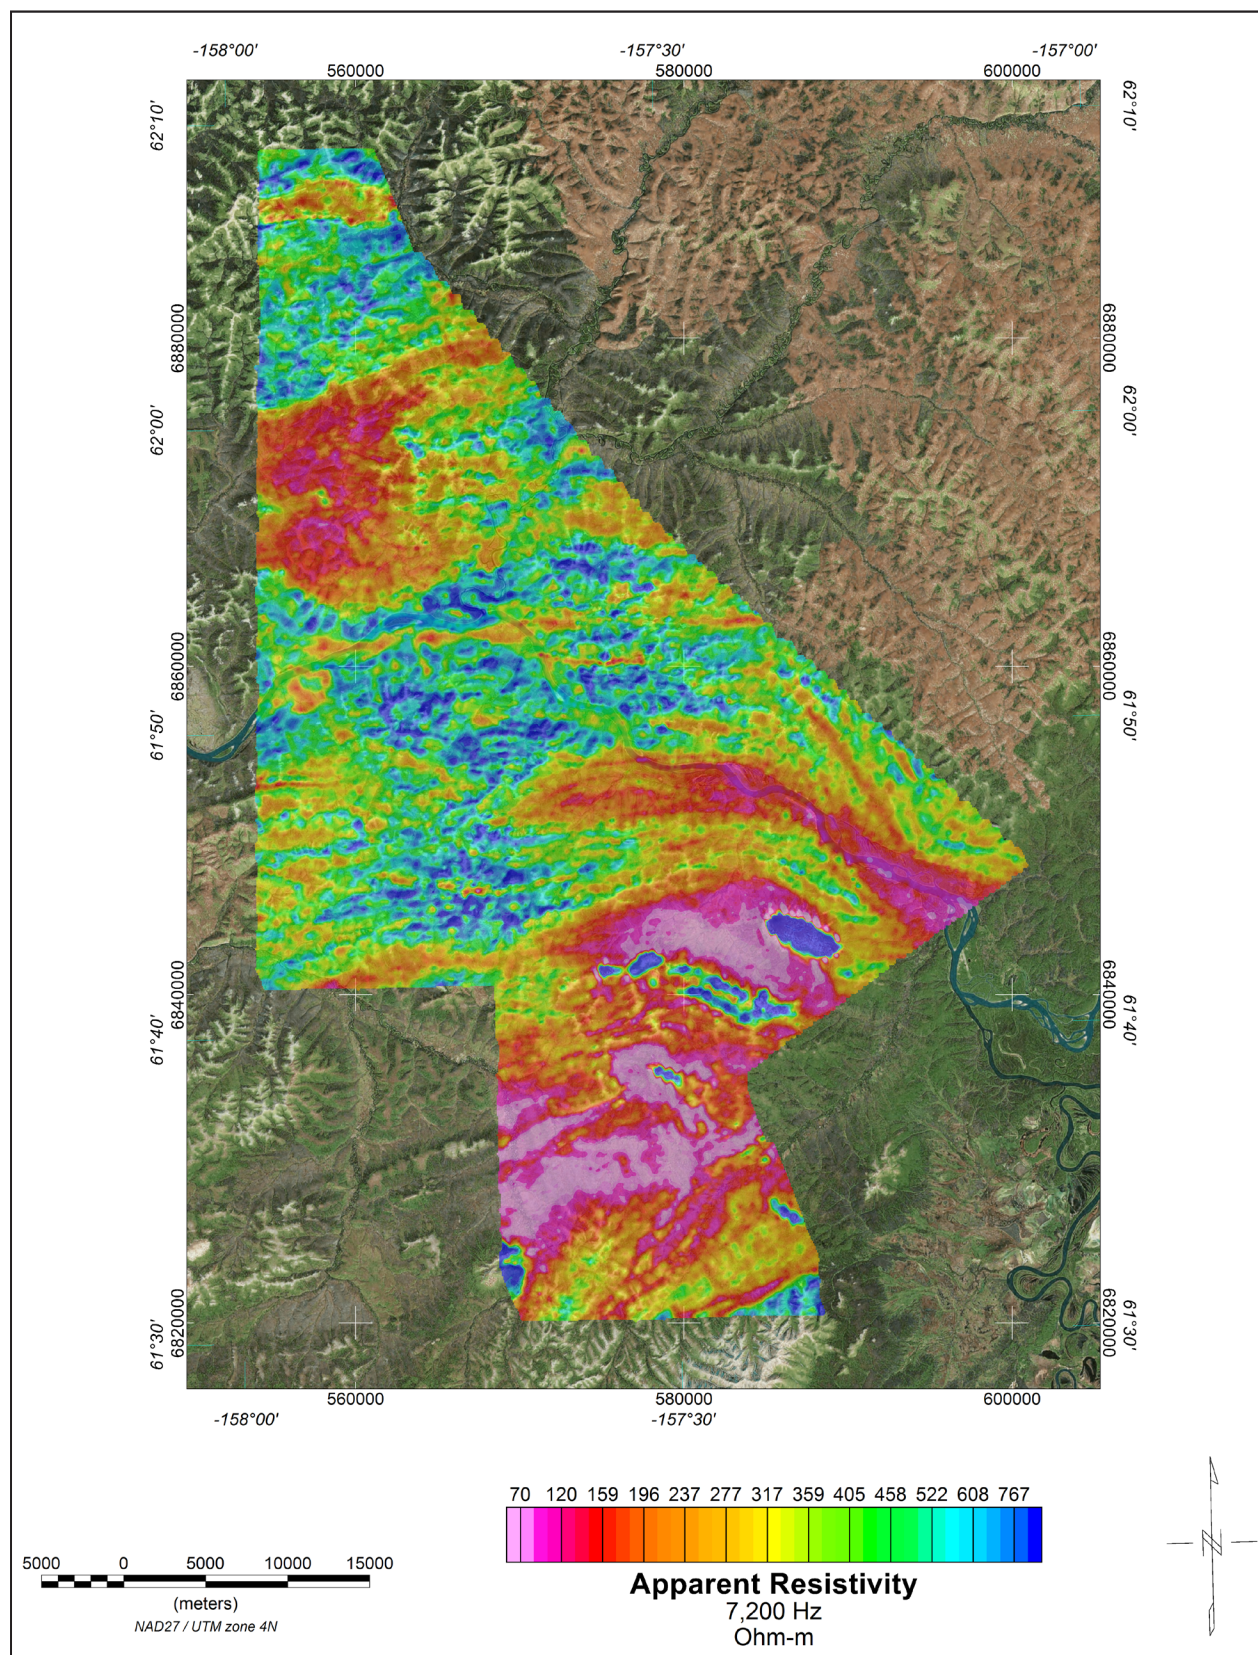 -158°00' -157°30' -157°00'
560000 580000 600000
62°10' 62°10'
6880000 6880000
62°00' 62°00'
6860000 6860000
61°50' 61°50'
6840000 6840000
61°40' 61°40'
6820000 6820000
61°30' 61°30'
560000 580000 600000
-158°00' -157°30'
70 120 159 196 237 277 317 359 405 458 522 608 767
5000 0 5000 10000 15000
(meters)
NAD27 / UTM zone 4N
Apparent Resistivity
7,200 Hz
Ohm-m